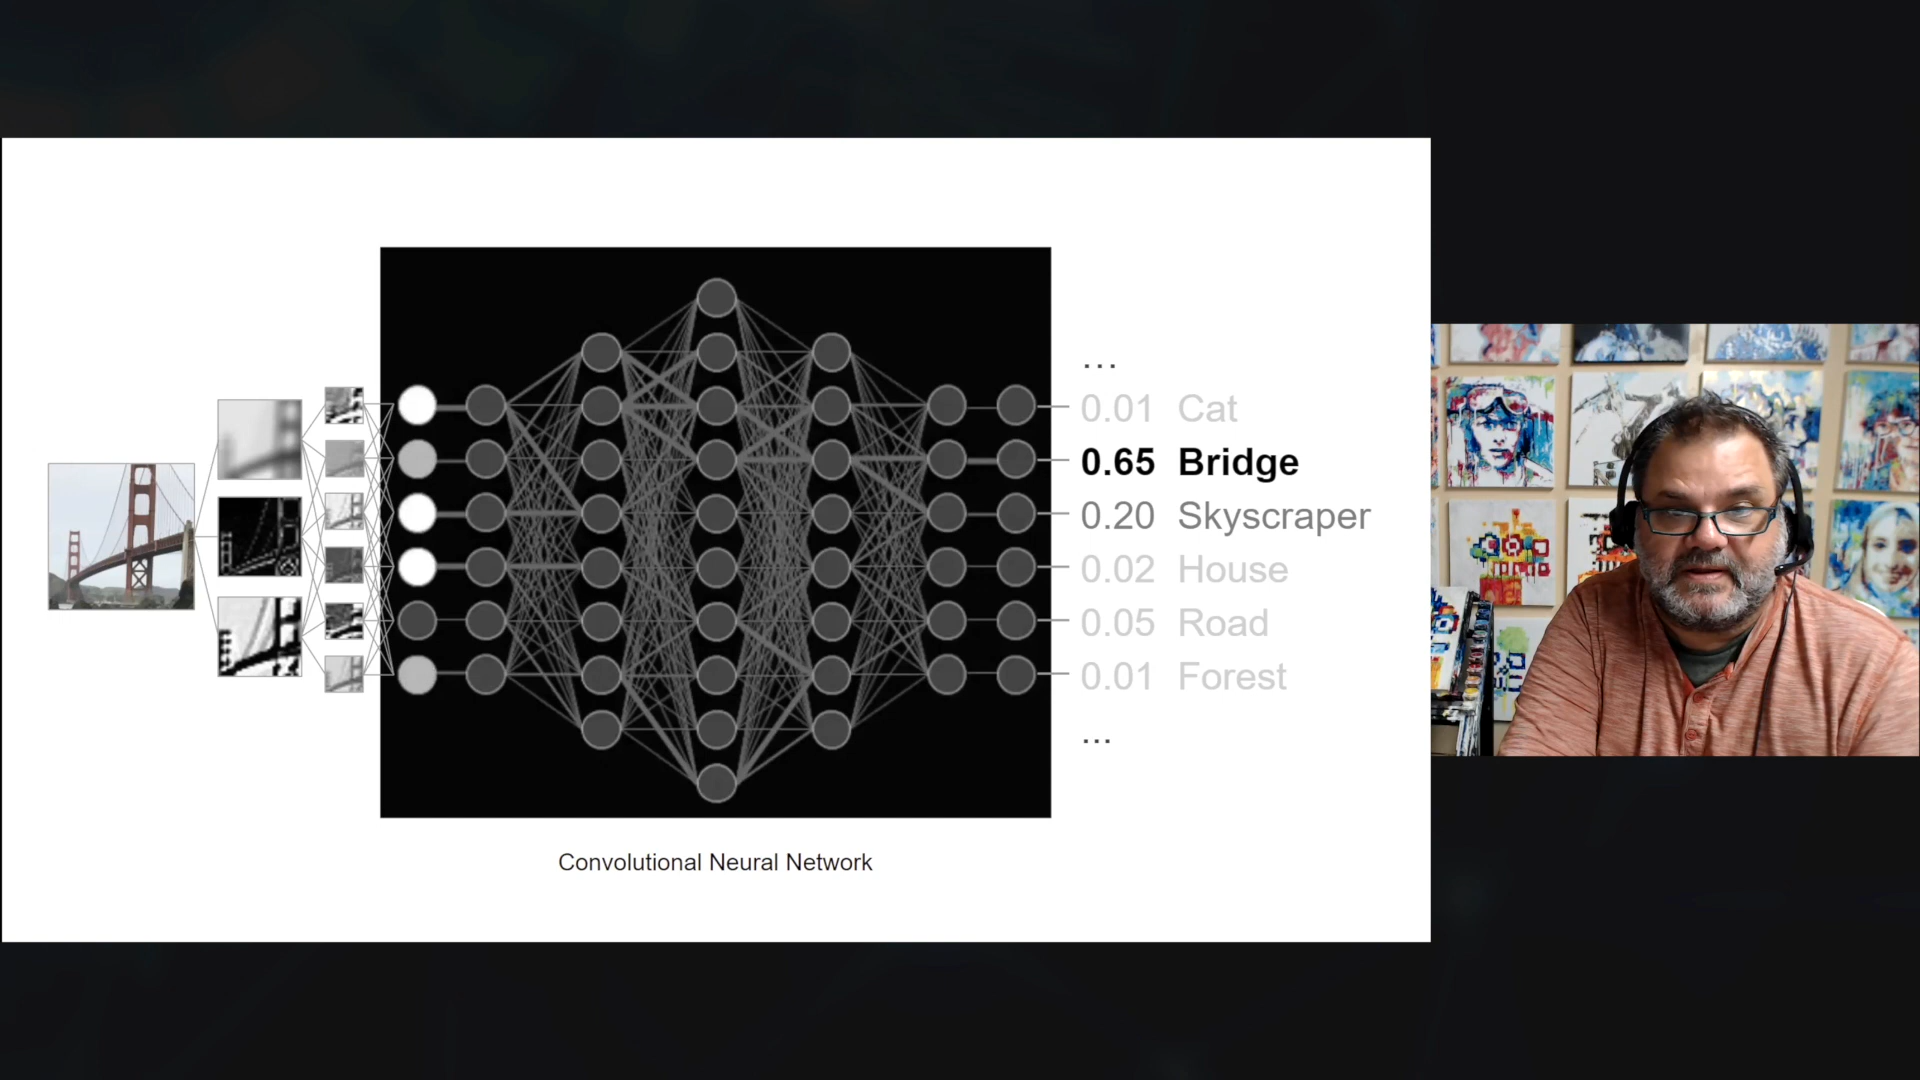 ...
0.01 Cat
0.65 Bridge
0.20 Skyscraper
0.02 House
0.05 Road
0.01 Forest
...
Convolutional Neural Network